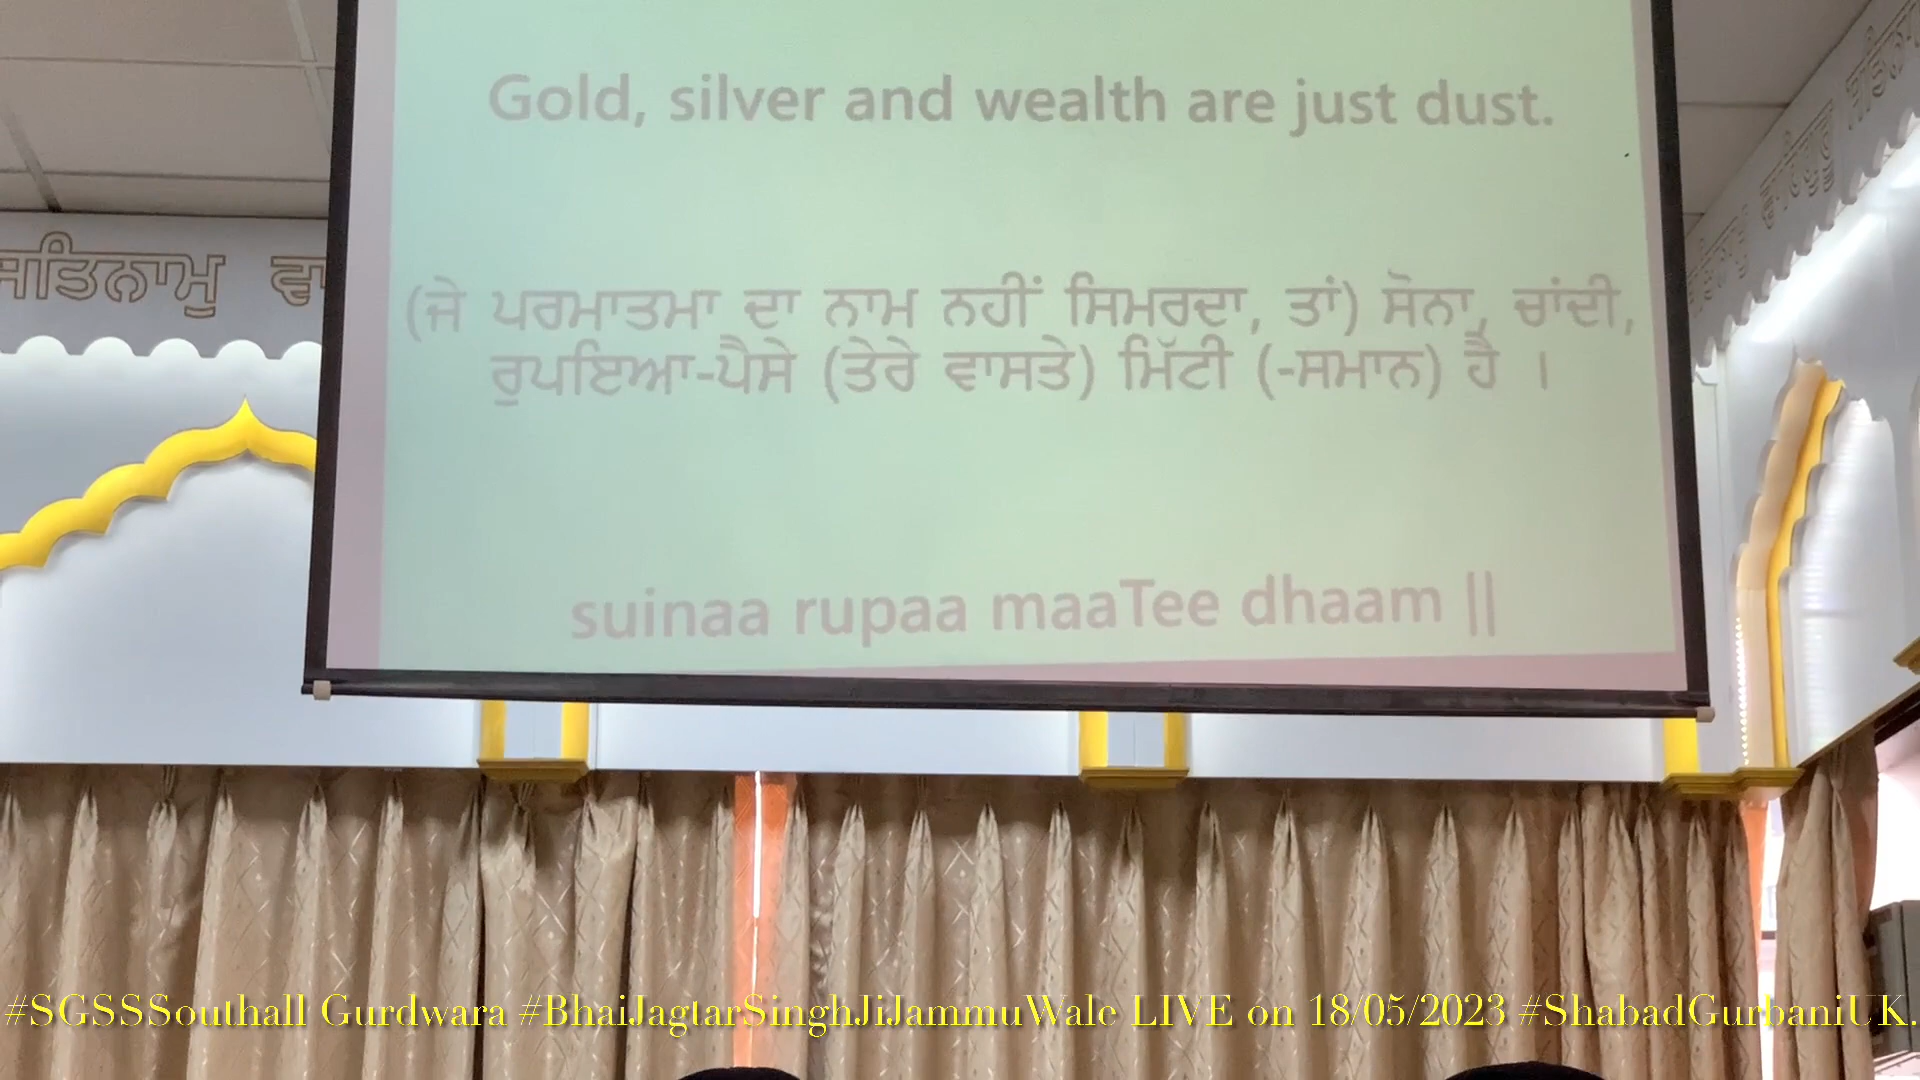 Gold, silver and wealth are just dust.
(ਜੇ ਪਰਮਾਤਮਾ ਦਾ ਨਾਮ ਨਹੀਂ ਸਿਮਰਦਾ, ਤਾਂ) ਸੋਨਾ, ਚਾਂਦੀ,
ਰੁਪਇਆ-ਪੈਸੇ (ਤੇਰੇ ਵਾਸਤੇ) ਮਿੱਟੀ (-ਸਮਾਨ) ਹੈ ।
suinaa rupaa maaTee dhaam ||
ਸਤਿਨਾਮੁ
ਵਾਹਿਗੁਰੂ
#SGSSSouthall Gurdwara #BhaiJagtarSinghJiJammuWale LIVE on 18/05/2023 #ShabadGurbaniUK.